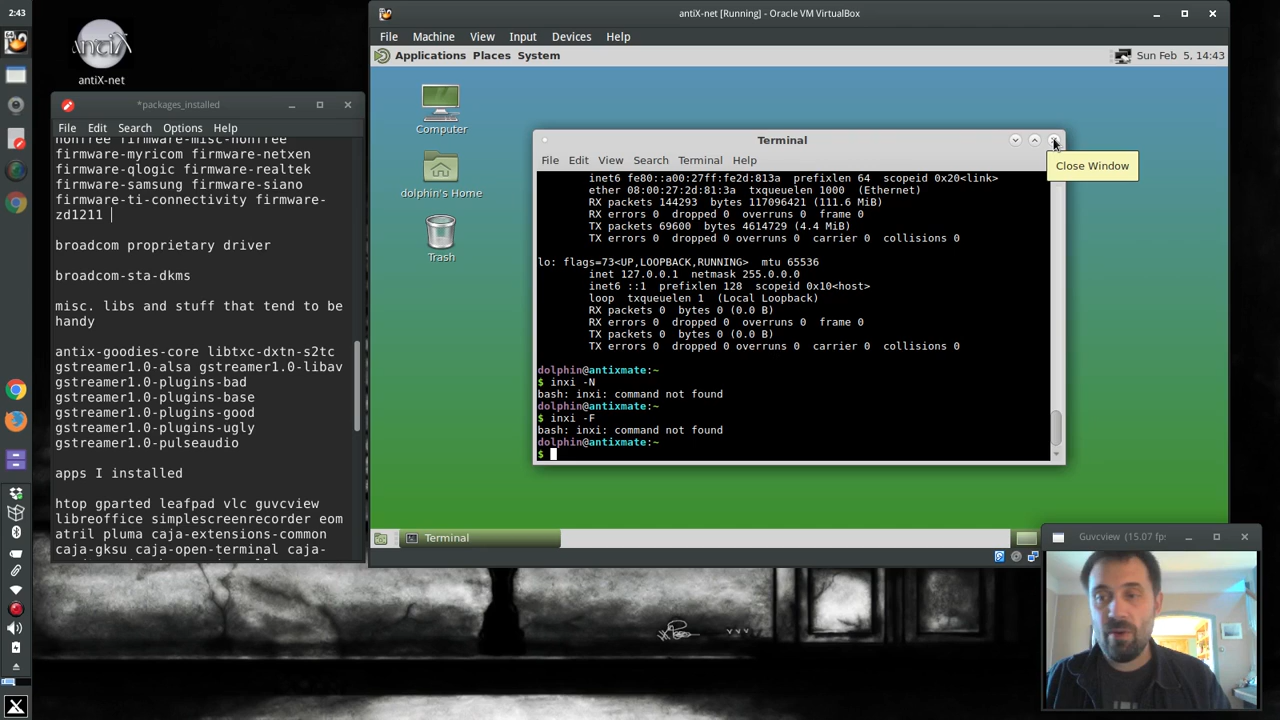 2:43
antiX
antiX-net
*packages_installed
File Edit Search Options Help
nonfree firmware-misc-nonfree
firmware-myricom firmware-netxen
firmware-qlogic firmware-realtek
firmware-samsung firmware-siano
firmware-ti-connectivity firmware-
zd1211
broadcom proprietary driver
broadcom-sta-dkms
misc. libs and stuff that tend to be
handy
antix-goodies-core libtxc-dxtn-s2tc
gstreamer1.0-alsa gstreamer1.0-libav
gstreamer1.0-plugins-bad
gstreamer1.0-plugins-base
gstreamer1.0-plugins-good
gstreamer1.0-plugins-ugly
gstreamer1.0-pulseaudio
apps I installed
htop gparted leafpad vlc guvcview
libreoffice simplescreenrecorder eom
atril pluma caja-extensions-common
caja-gksu caja-open-terminal caja-
antiX-net [Running] - Oracle VM VirtualBox
File Machine View Input Devices Help
Applications Places System
Sun Feb 5, 14:43
Computer
dolphin's Home
Trash
Terminal
File Edit View Search Terminal Help
Close Window
inet6 fe80::a00:27ff:fe2d:813a prefixlen 64 scopeid 0x20<link>
ether 08:00:27:2d:81:3a txqueuelen 1000 (Ethernet)
RX packets 144293 bytes 117096421 (111.6 MiB)
RX errors 0 dropped 0 overruns 0 frame 0
TX packets 69600 bytes 4614729 (4.4 MiB)
TX errors 0 dropped 0 overruns 0 carrier 0 collisions 0
lo: flags=73<UP,LOOPBACK,RUNNING> mtu 65536
inet 127.0.0.1 netmask 255.0.0.0
inet6 ::1 prefixlen 128 scopeid 0x10<host>
loop txqueuelen 1 (Local Loopback)
RX packets 0 bytes 0 (0.0 B)
RX errors 0 dropped 0 overruns 0 frame 0
TX packets 0 bytes 0 (0.0 B)
TX errors 0 dropped 0 overruns 0 carrier 0 collisions 0
dolphin@antixmate:~
$ inxi -N
bash: inxi: command not found
dolphin@antixmate:~
$ inxi -F
bash: inxi: command not found
dolphin@antixmate:~
$
Terminal
Guvcview (15.07 fps